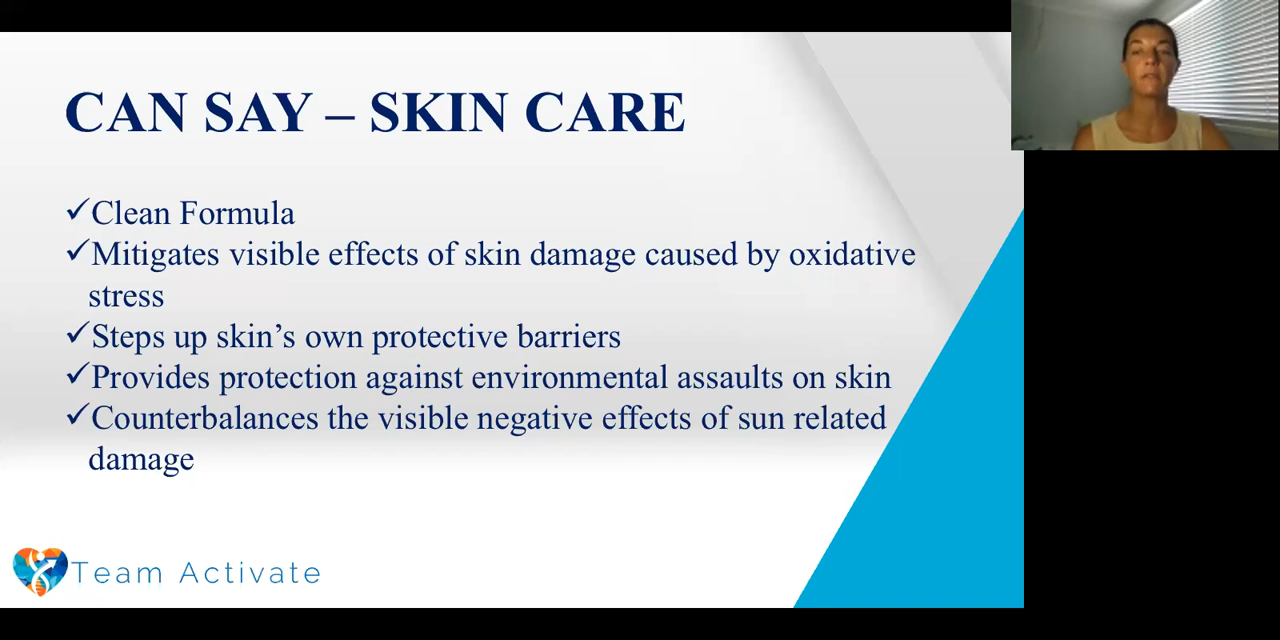 CAN SAY – SKIN CARE
✓Clean Formula
✓Mitigates visible effects of skin damage caused by oxidative
stress
✓Steps up skin’s own protective barriers
✓Provides protection against environmental assaults on skin
✓Counterbalances the visible negative effects of sun related
damage
Team Activate